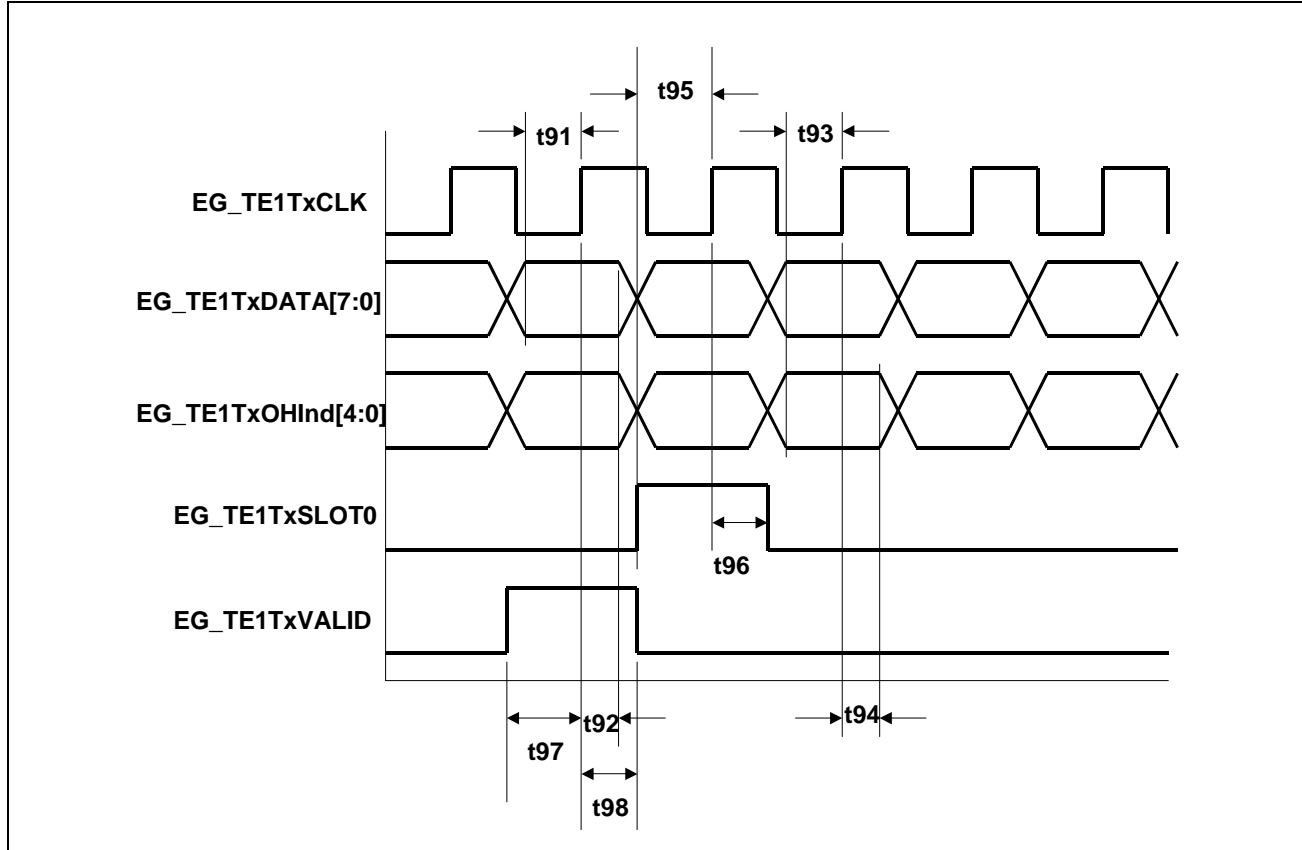 t95
t91
t93
EG_TE1TxCLK
EG_TE1TxDATA[7:0]
EG_TE1TxOHInd[4:0]
EG_TE1TxSLOT0
t96
EG_TE1TxVALID
t92
t94
t97
t98